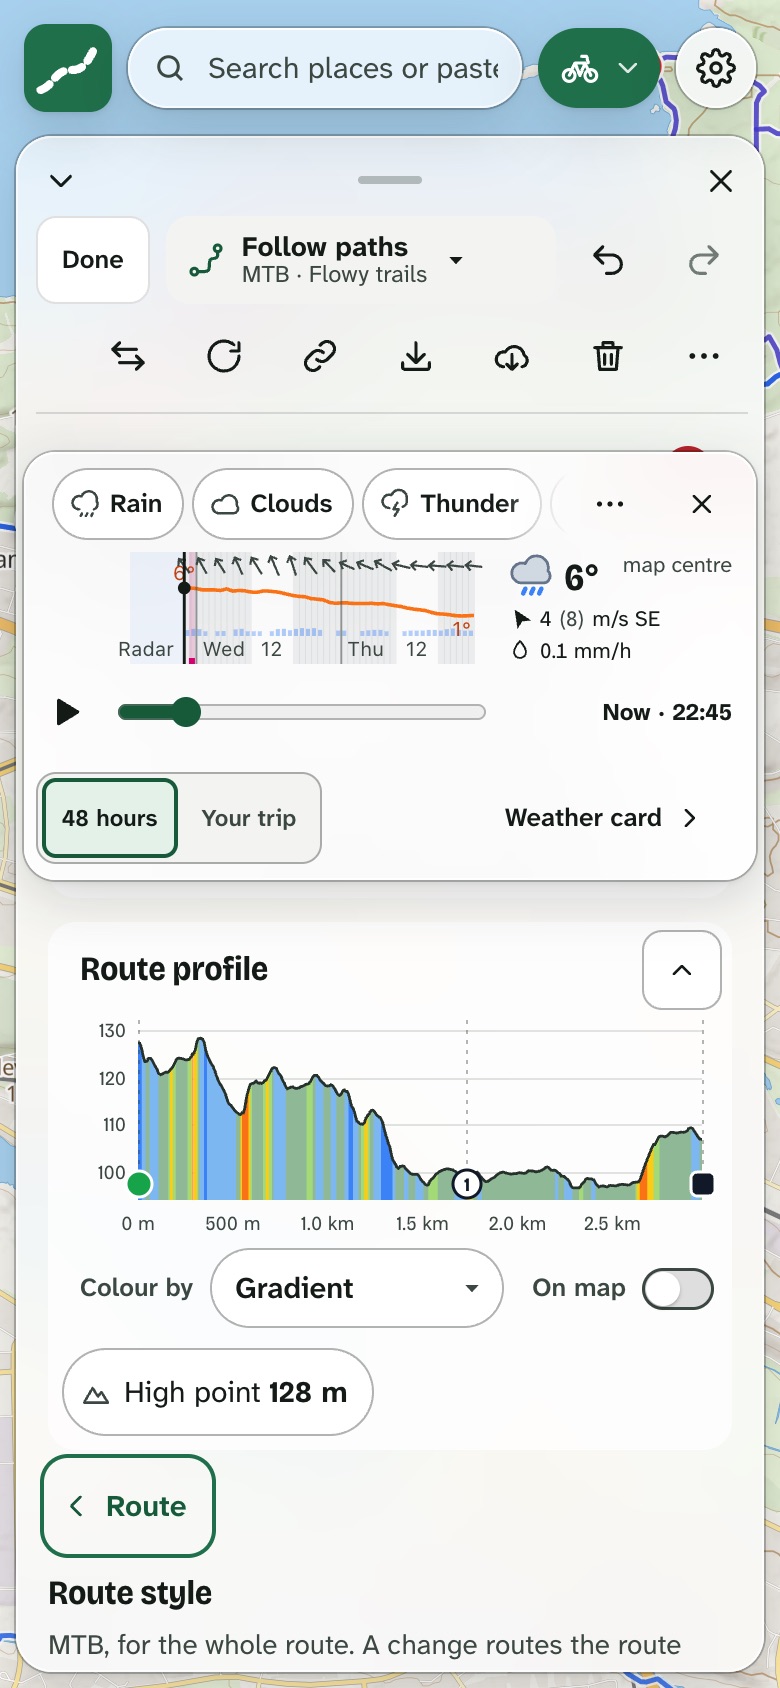 Search places or paste
Done
Follow paths
MTB · Flowy trails
Rain
Clouds
Thunder
6°
1°
Radar
Wed
12
Thu
12
6°
map centre
4 (8) m/s SE
0.1 mm/h
Now · 22:45
48 hours
Your trip
Weather card
Route profile
130
120
110
100
1
0 m
500 m
1.0 km
1.5 km
2.0 km
2.5 km
Colour by
Gradient
On map
High point 128 m
Route
Route style
MTB, for the whole route. A change routes the route